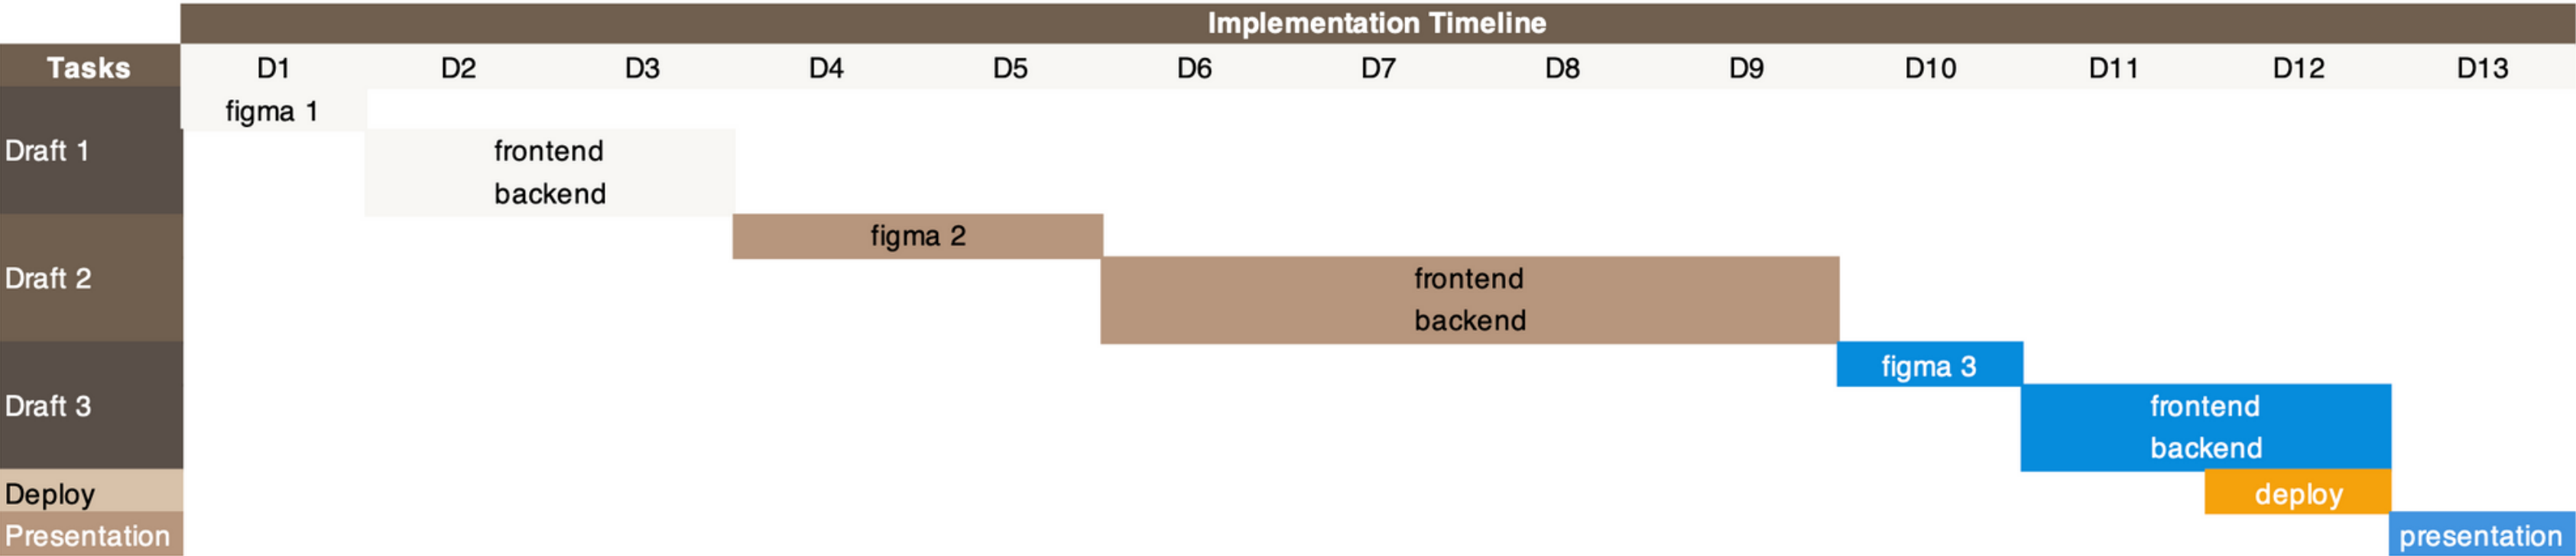 Implementation Timeline
Tasks D1 D2 D3 D4 D5 D6 D7 D8 D9 D10 D11 D12 D13
figma 1
Draft 1 frontend
backend
figma 2
Draft 2 frontend
backend
figma 3
Draft 3 frontend
backend
Deploy deploy
Presentation presentation